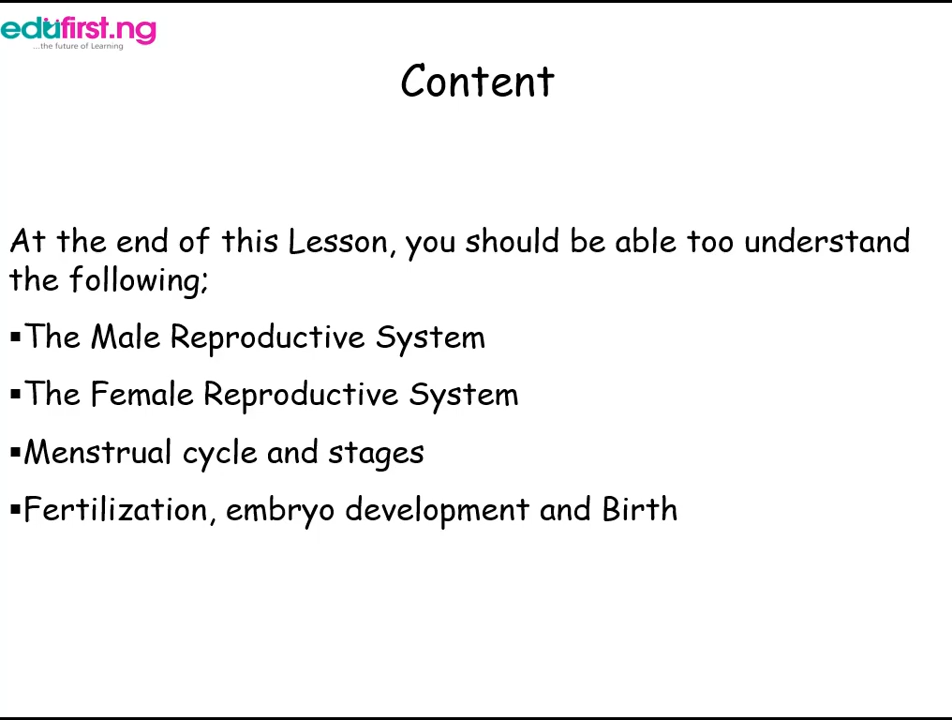 edufirst.ng
...the future of Learning
Content
At the end of this Lesson, you should be able too understand
the following;
▪The Male Reproductive System
▪The Female Reproductive System
▪Menstrual cycle and stages
▪Fertilization, embryo development and Birth